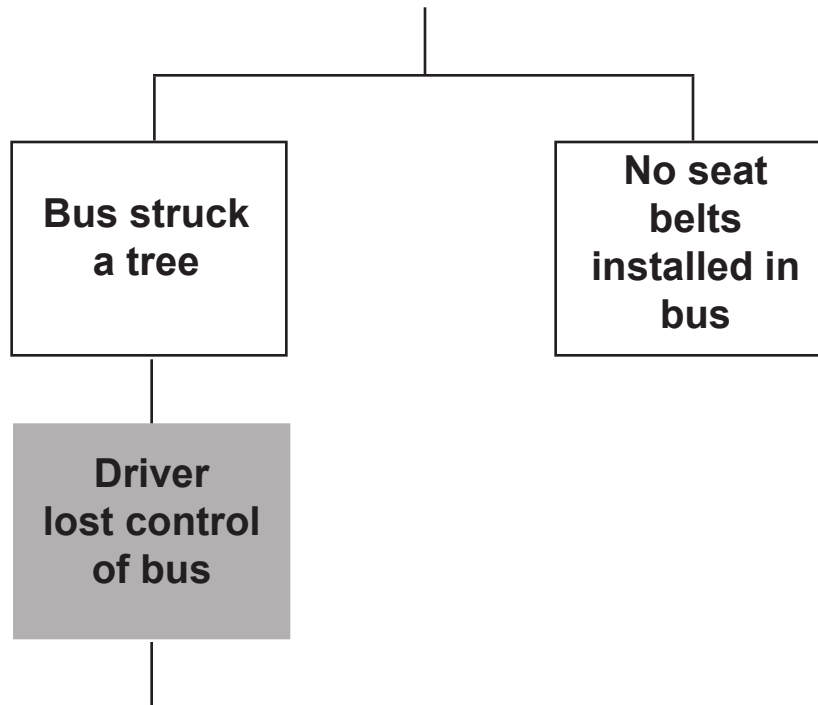 Bus struck
a tree
No seat
belts
installed in
bus
Driver
lost control
of bus